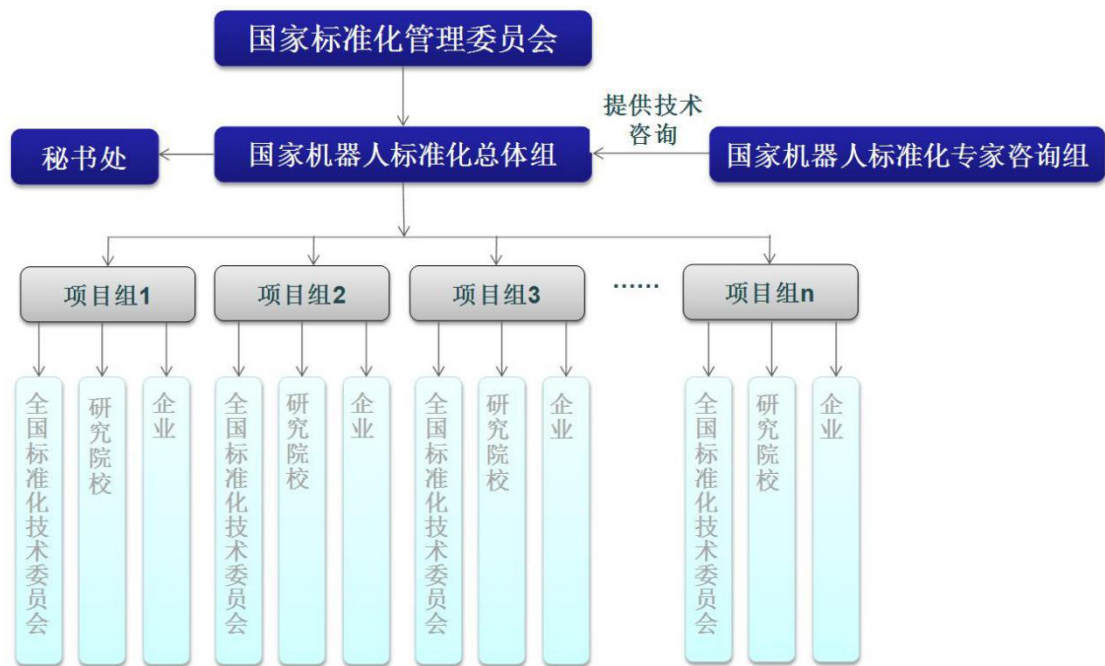 国家标准化管理委员会
提供技术
咨询
秘书处
国家机器人标准化总体组
国家机器人标准化专家咨询组
项目组1
项目组2
项目组3
......
项目组n
全国标准化技术委员会
研究院校
企业
全国标准化技术委员会
研究院校
企业
全国标准化技术委员会
研究院校
企业
全国标准化技术委员会
研究院校
企业